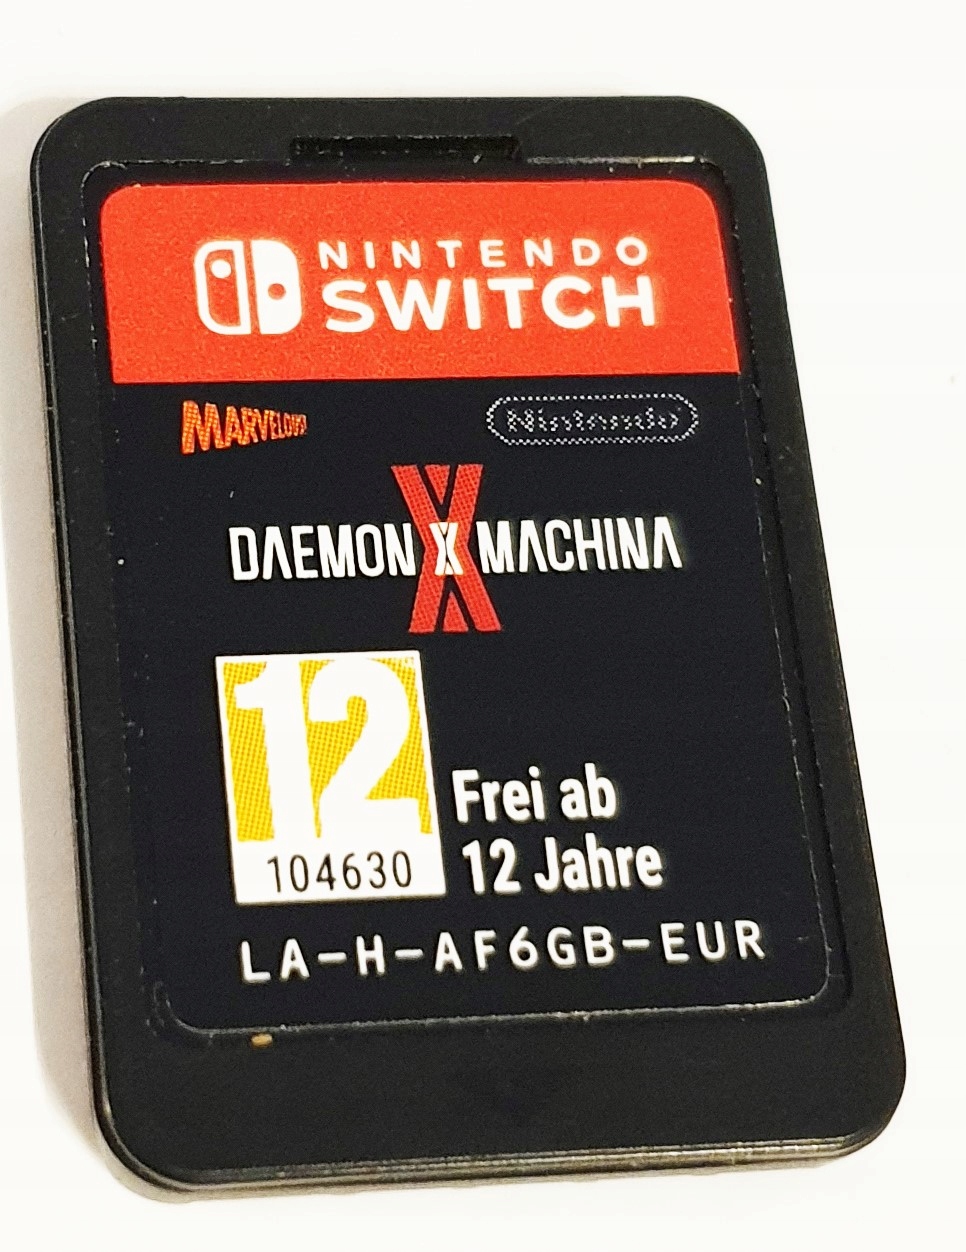 NINTENDO
SWITCH
MARVELOUS!
Nintendo
DAEMON X MACHINA
12
104630
Frei ab
12 Jahre
LA-H-AF6GB-EUR